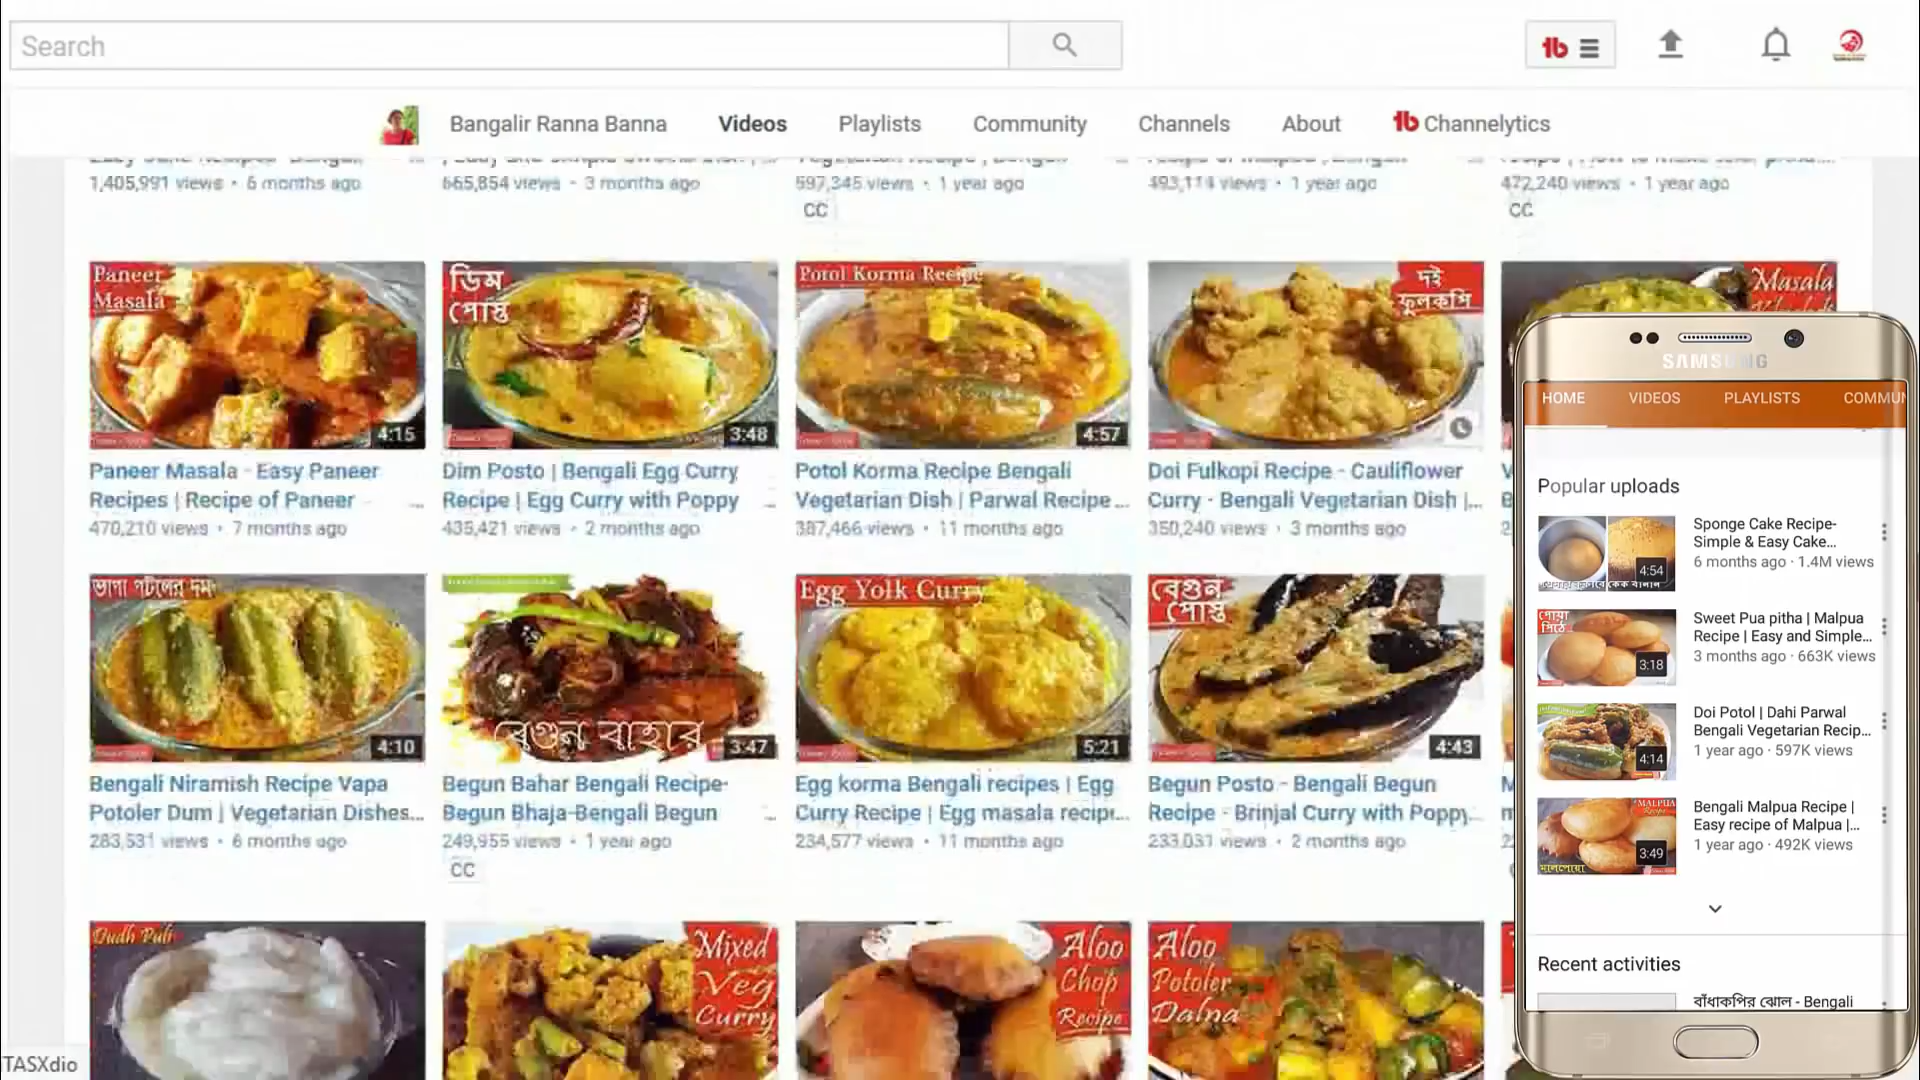 Search
Bangalir Ranna Banna
Videos
Playlists
Community
Channels
About
Channelytics
1,405,991 views • 6 months ago
665,854 views • 3 months ago
597,345 views • 1 year ago
493,114 views • 1 year ago
472,240 views • 1 year ago
CC
CC
Paneer
Masala
4:15
ডিম
পোস্ত
3:48
Potol Korma Recipe
4:57
দই
ফুলকপি
Masala
Paneer Masala - Easy Paneer
Recipes | Recipe of Paneer ...
470,210 views • 7 months ago
Dim Posto | Bengali Egg Curry
Recipe | Egg Curry with Poppy ...
435,421 views • 2 months ago
Potol Korma Recipe Bengali
Vegetarian Dish | Parwal Recipe ...
387,466 views • 11 months ago
Doi Fulkopi Recipe - Cauliflower
Curry - Bengali Vegetarian Dish |...
350,240 views • 3 months ago
ভাপা পটলের দম
4:10
বেগুন বাহার
3:47
Egg Yolk Curry
5:21
বেগুন
পোস্ত
4:43
Bengali Niramish Recipe Vapa
Potoler Dum | Vegetarian Dishes...
283,531 views • 6 months ago
Begun Bahar Bengali Recipe-
Begun Bhaja-Bengali Begun ...
249,955 views • 1 year ago
CC
Egg korma Bengali recipes | Egg
Curry Recipe | Egg masala recip...
234,577 views • 11 months ago
Begun Posto - Bengali Begun
Recipe - Brinjal Curry with Poppy...
233,031 views • 2 months ago
Dudh Puli
Mixed
Veg
Curry
Aloo
Chop
Recipe
Aloo
Potoler
Dalna
TASXdio
SAMSUNG
HOME
VIDEOS
PLAYLISTS
COMMUN
Popular uploads
4:54
Sponge Cake Recipe-
Simple & Easy Cake...
6 months ago · 1.4M views
পোয়া
পিঠে
3:18
Sweet Pua pitha | Malpua
Recipe | Easy and Simple...
3 months ago · 663K views
4:14
Doi Potol | Dahi Parwal
Bengali Vegetarian Recip...
1 year ago · 597K views
MALPUA
Recipe
মালপোয়া
3:49
Bengali Malpua Recipe |
Easy recipe of Malpua |...
1 year ago · 492K views
Recent activities
বাঁধাকপির ঝোল - Bengali